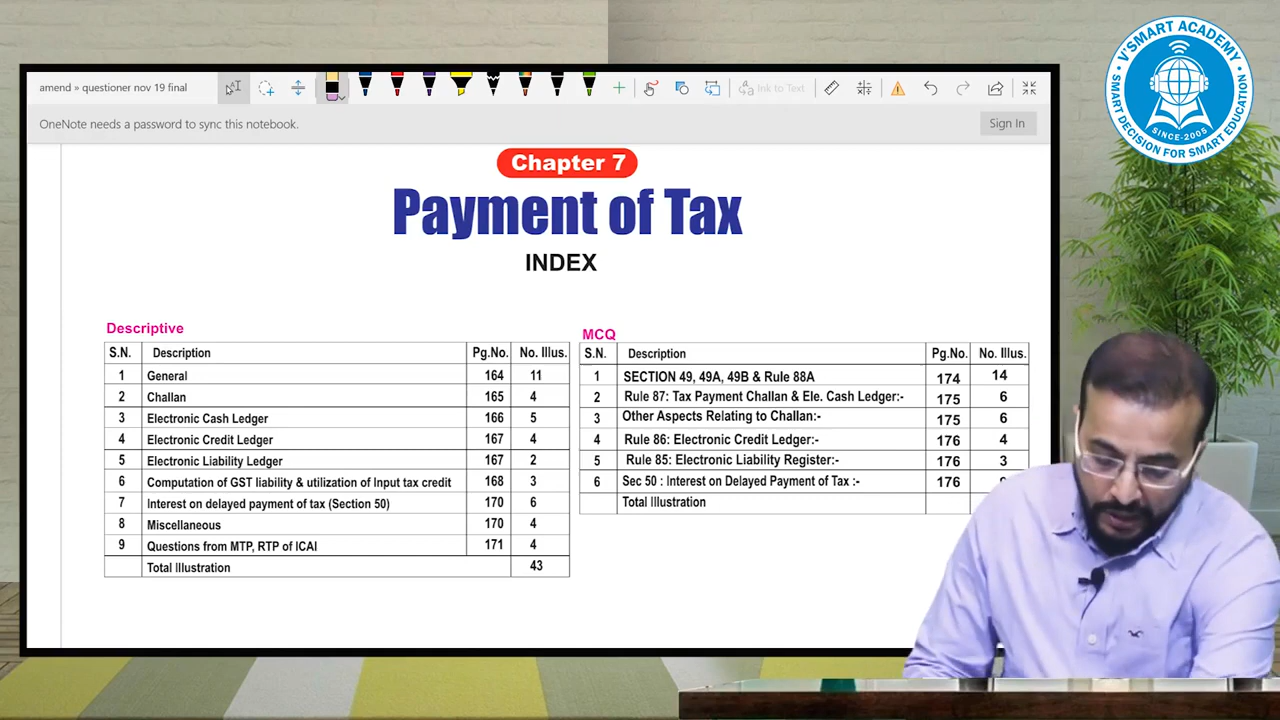 amend » questioner nov 19 final
Ink to Text
OneNote needs a password to sync this notebook.
Sign In
V'SMART ACADEMY
SINCE-2005
SMART DECISION FOR SMART EDUCATION
Chapter 7
Payment of Tax
INDEX
Descriptive
S.N. Description Pg.No. No. Illus.
1 General 164 11
2 Challan 165 4
3 Electronic Cash Ledger 166 5
4 Electronic Credit Ledger 167 4
5 Electronic Liability Ledger 167 2
6 Computation of GST liability & utilization of Input tax credit 168 3
7 Interest on delayed payment of tax (Section 50) 170 6
8 Miscellaneous 170 4
9 Questions from MTP, RTP of ICAI 171 4
Total Illustration 43
MCQ
S.N. Description Pg.No. No. Illus.
1 SECTION 49, 49A, 49B & Rule 88A 174 14
2 Rule 87: Tax Payment Challan & Ele. Cash Ledger:- 175 6
3 Other Aspects Relating to Challan:- 175 6
4 Rule 86: Electronic Credit Ledger:- 176 4
5 Rule 85: Electronic Liability Register:- 176 3
6 Sec 50 : Interest on Delayed Payment of Tax :- 176
Total Illustration